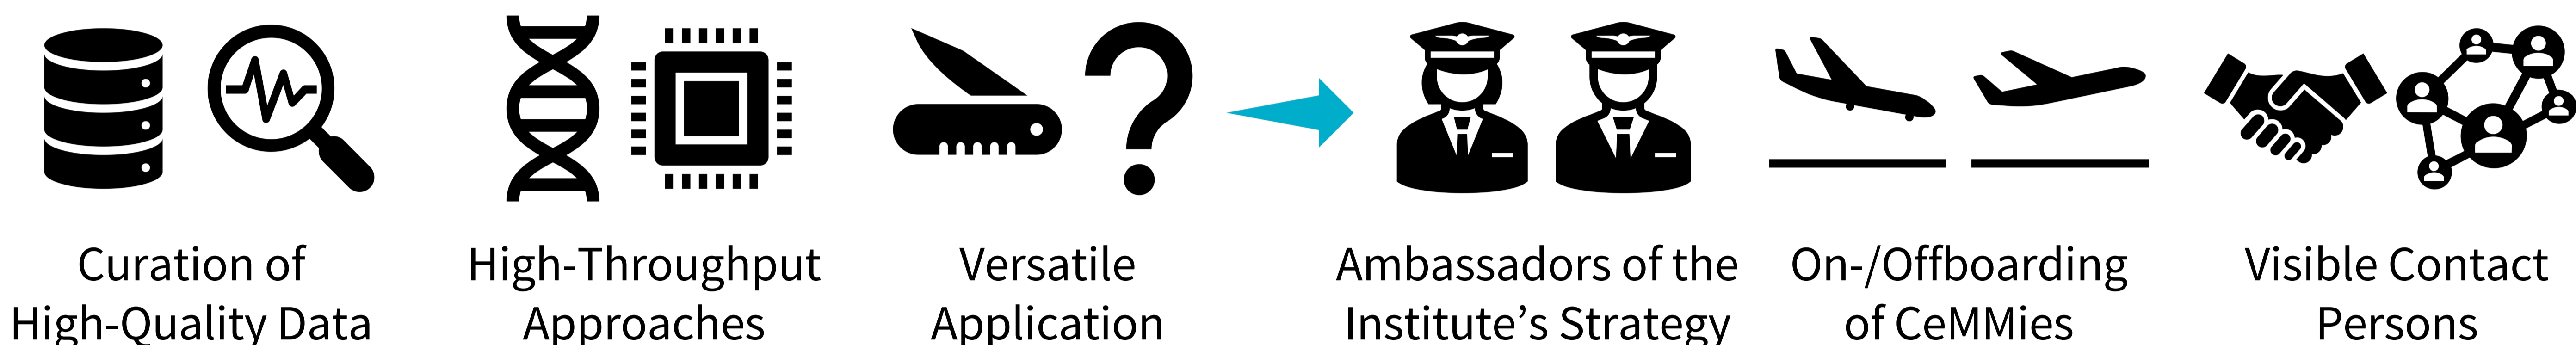 Curation of
High-Quality Data
High-Throughput
Approaches
Versatile
Application
Ambassadors of the
Institute’s Strategy
On-/Offboarding
of CeMMies
Visible Contact
Persons